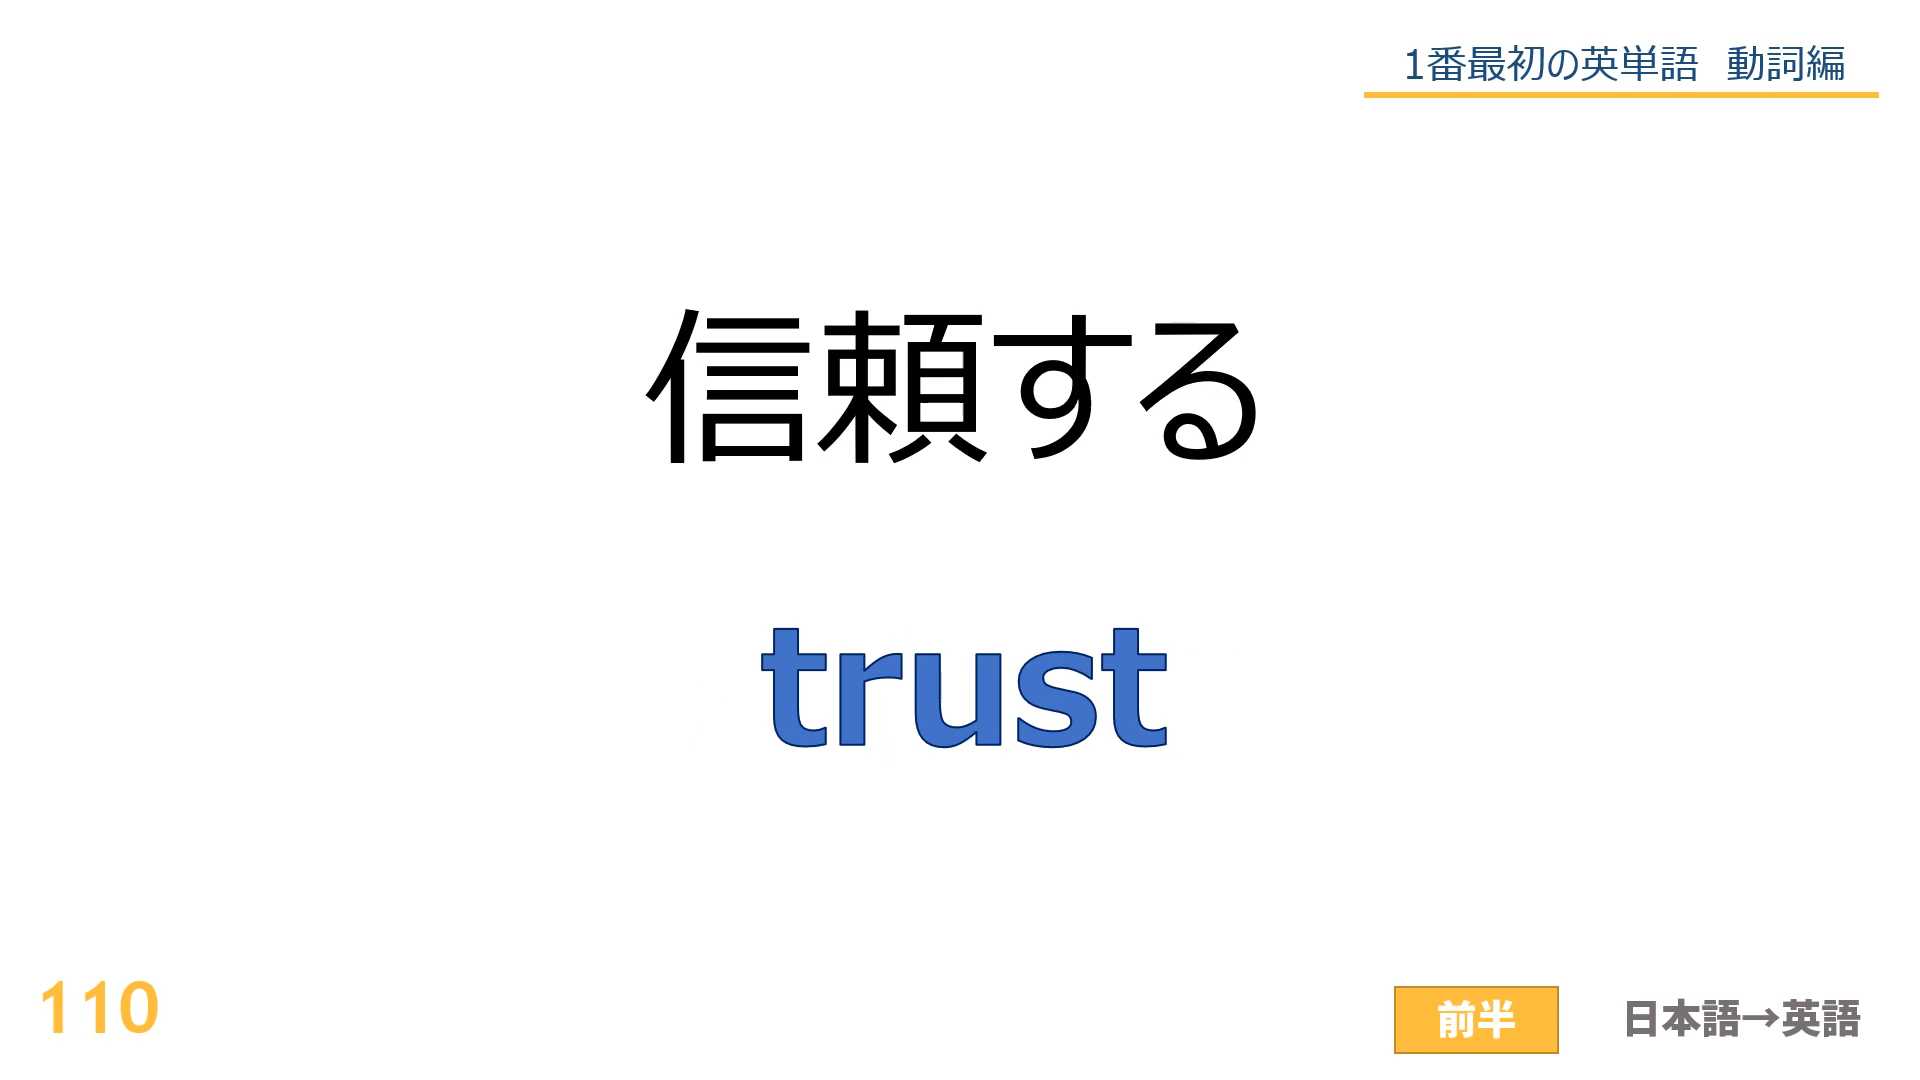 1番最初の英単語　動詞編
信頼する
trust
110
前半
日本語→英語